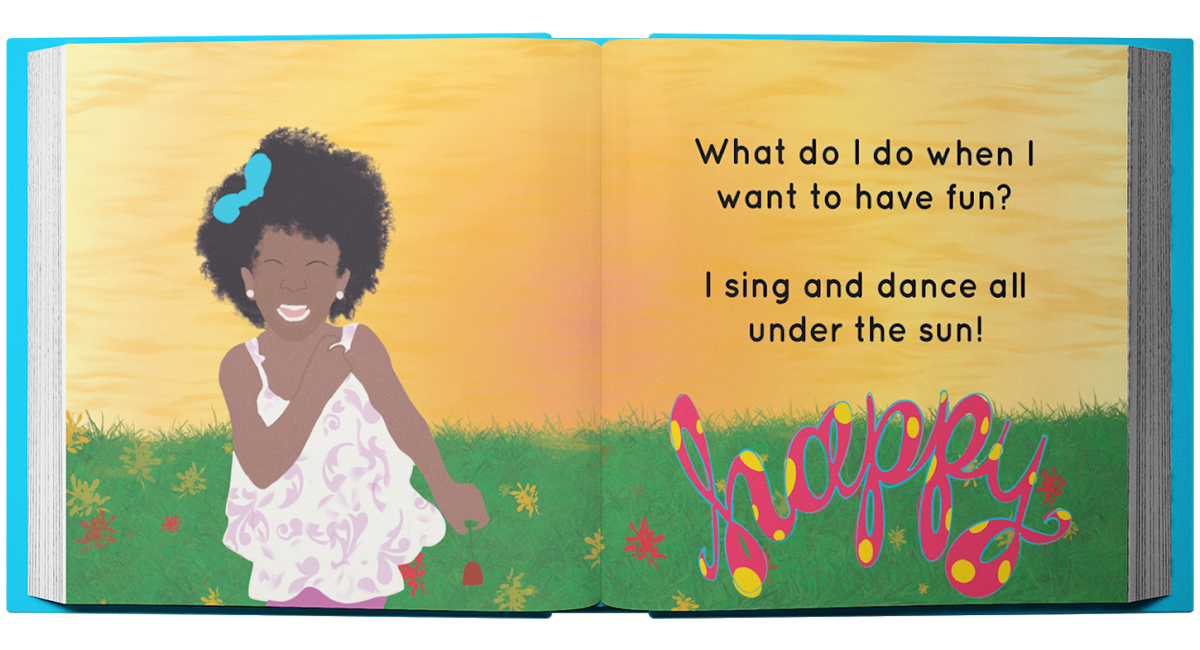 What do I do when I
want to have fun?
I sing and dance all
under the sun!
happy